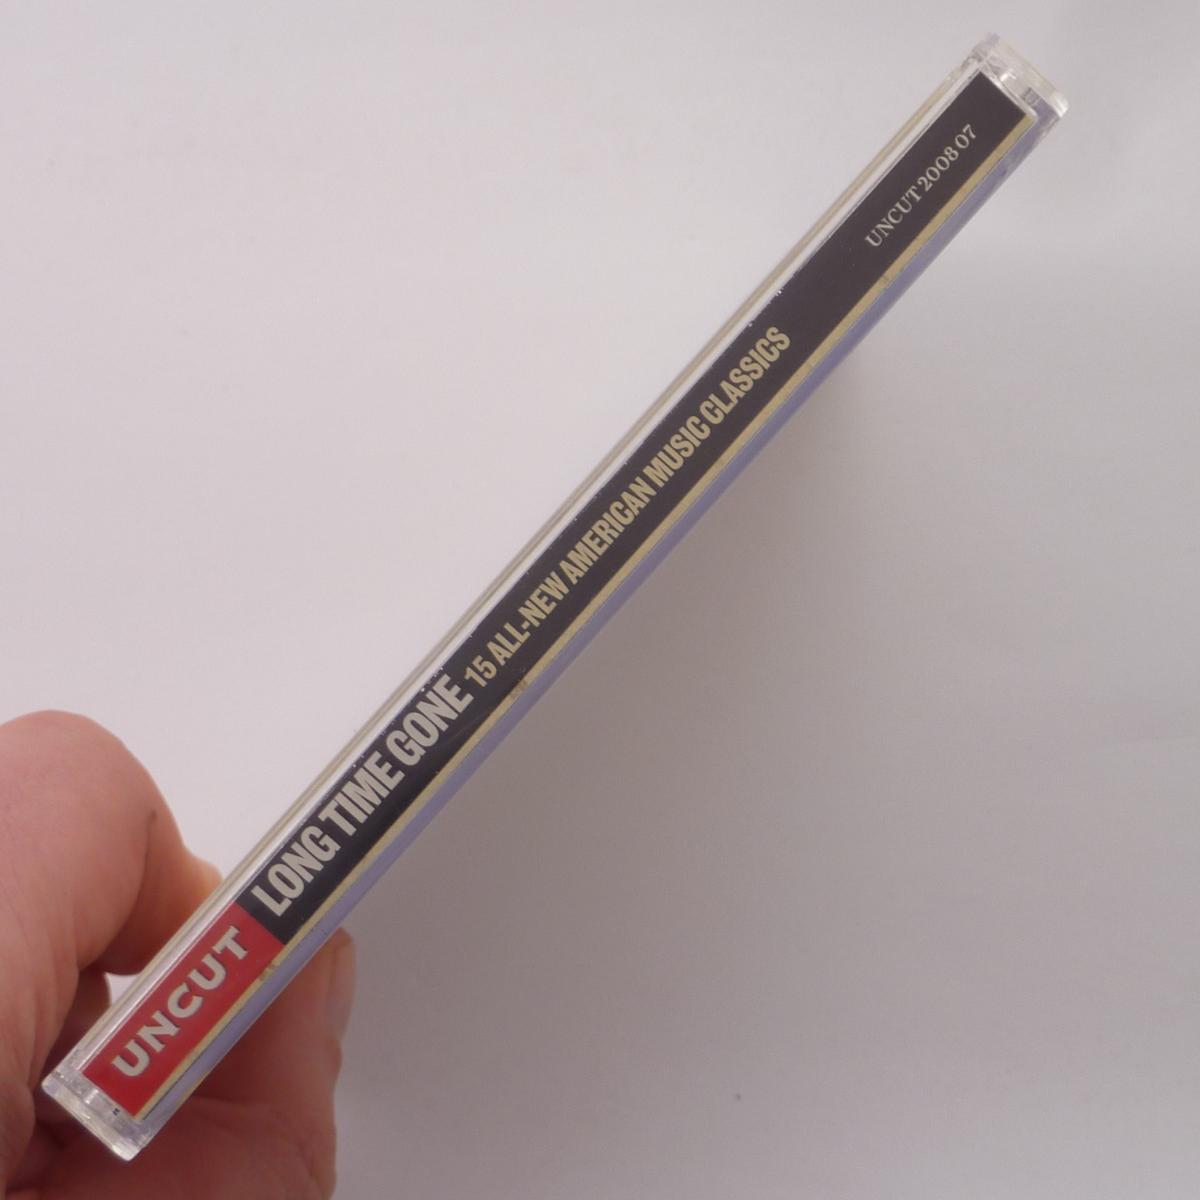 UNCUT LONG TIME GONE 15 ALL-NEW AMERICAN MUSIC CLASSICS UNCUT 2008 07